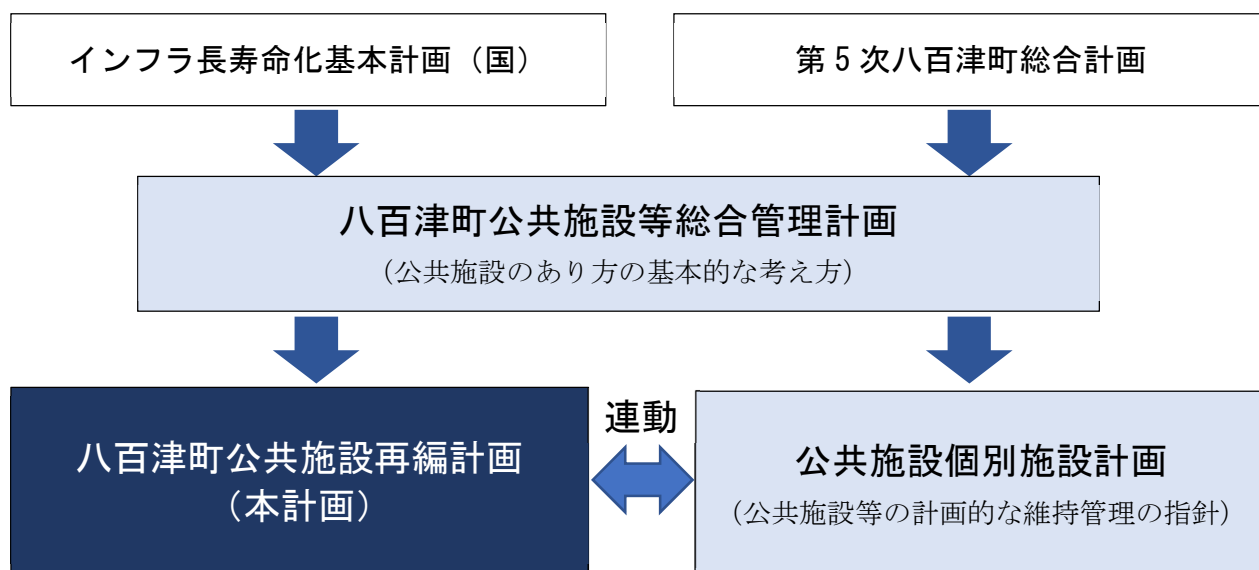 インフラ長寿命化基本計画（国）
第5次八百津町総合計画
八百津町公共施設等総合管理計画
（公共施設のあり方の基本的な考え方）
八百津町公共施設再編計画
（本計画）
連動
公共施設個別施設計画
（公共施設等の計画的な維持管理の指針）